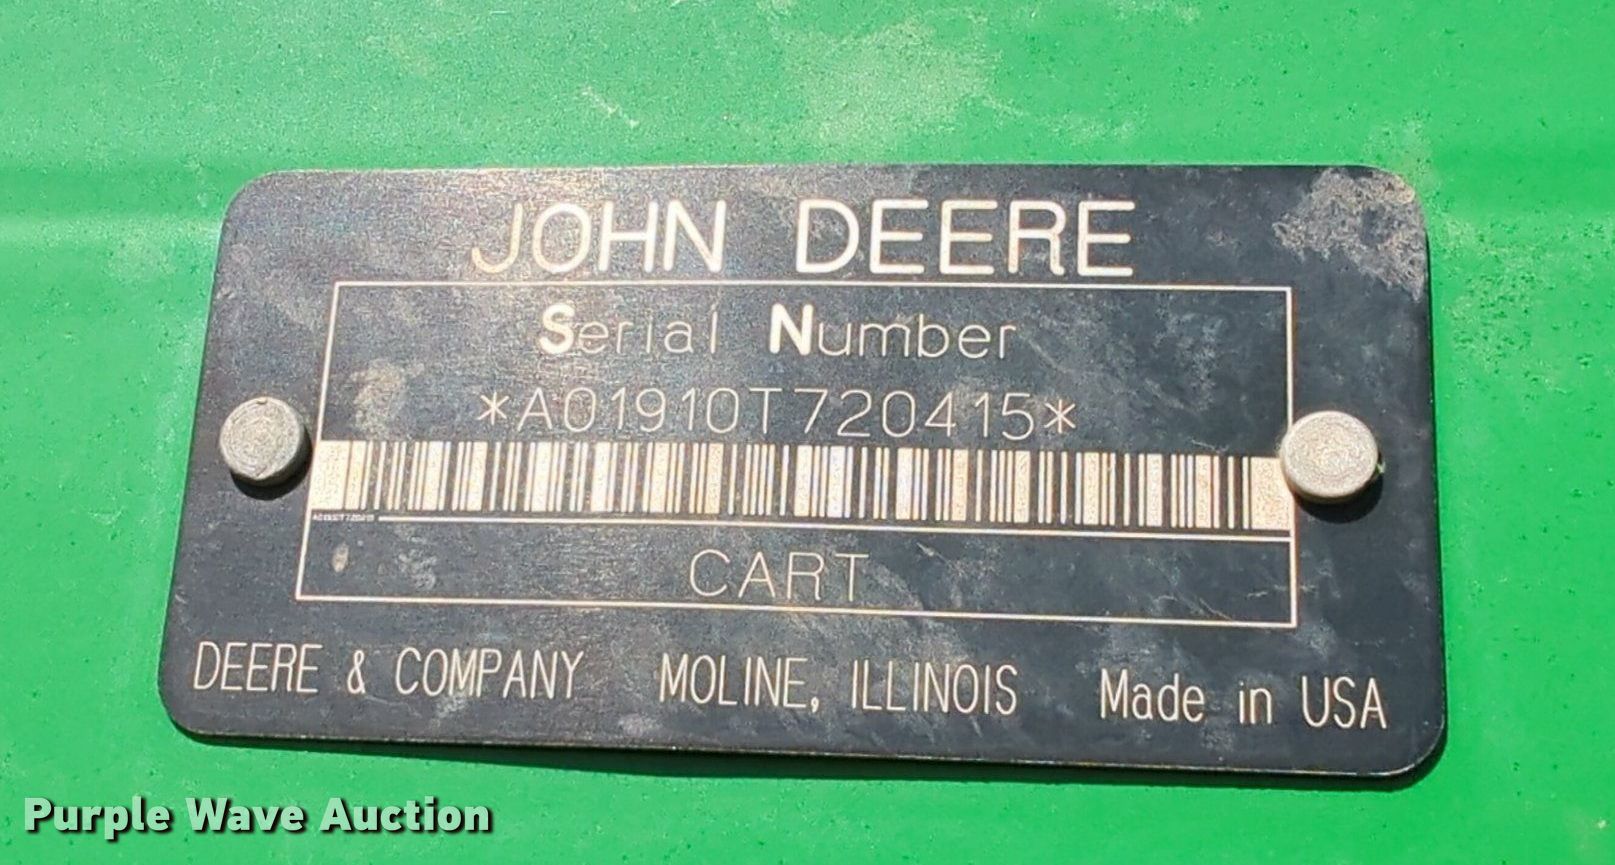 JOHN DEERE
Serial Number
*A01910T720415*
CART
DEERE & COMPANY MOLINE, ILLINOIS Made in USA
Purple Wave Auction